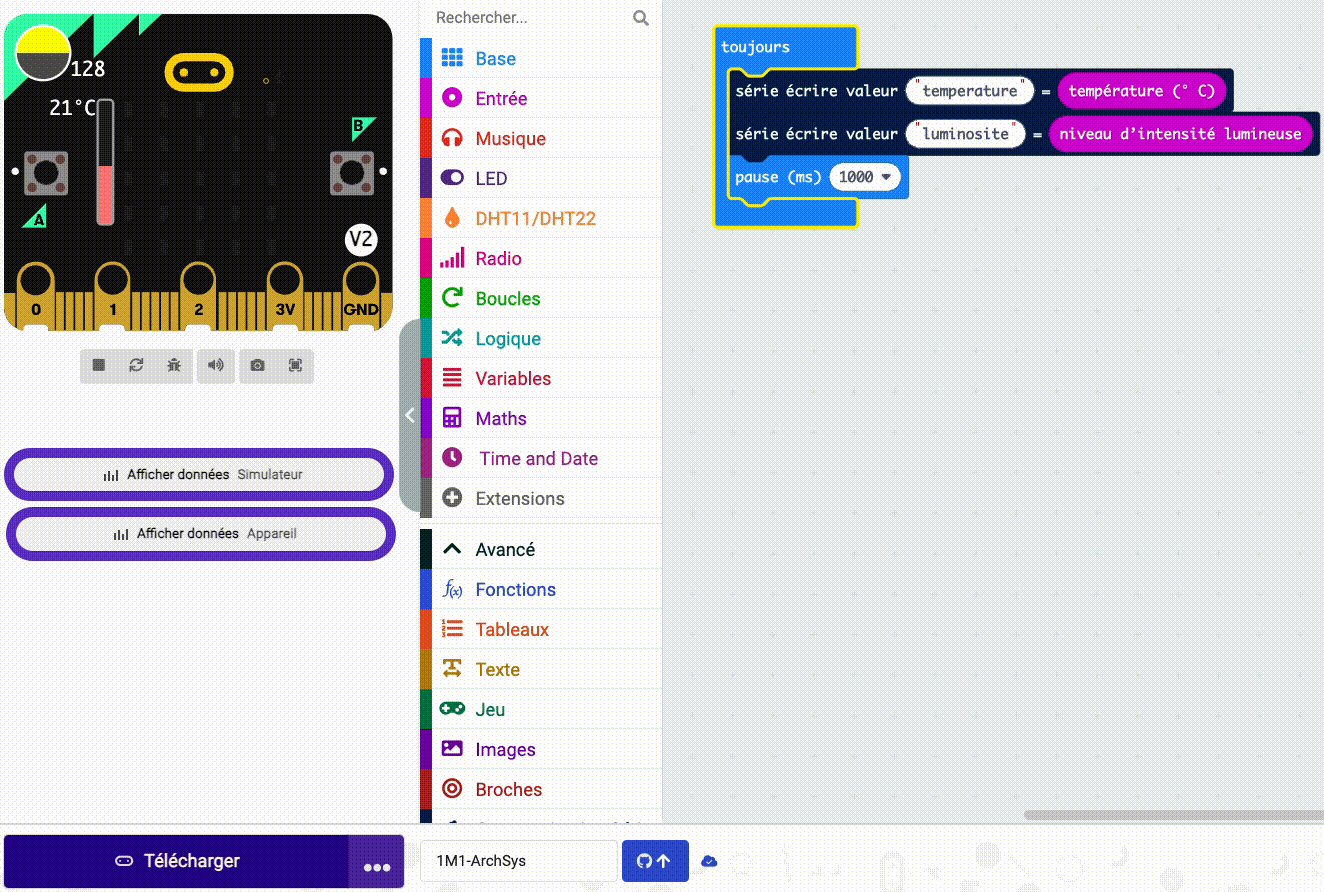 128
21°C
B
A
V2
0 1 2 3V GND
Afficher données Simulateur
Afficher données Appareil
Rechercher...
Base
Entrée
Musique
LED
DHT11/DHT22
Radio
Boucles
Logique
Variables
Maths
Time and Date
Extensions
Avancé
f(x) Fonctions
Tableaux
Texte
Jeu
Images
Broches
toujours
série écrire valeur "temperature" = température (° C)
série écrire valeur "luminosite" = niveau d’intensité lumineuse
pause (ms) 1000
Télécharger
1M1-ArchSys